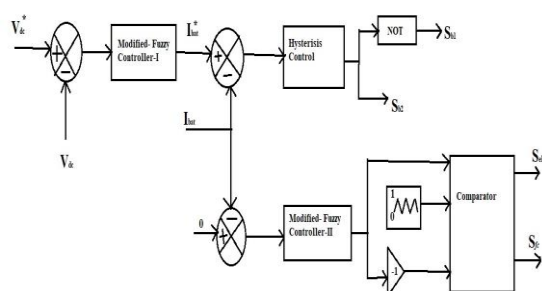 V*dc
+
−
Vdc
Modified- Fuzzy
Controller-I
I*bat
+
-
Hysterisis
Control
NOT
Sb1
Sb2
Ibat
0
−
+
Modified- Fuzzy
Controller-II
1
0
-1
Comparator